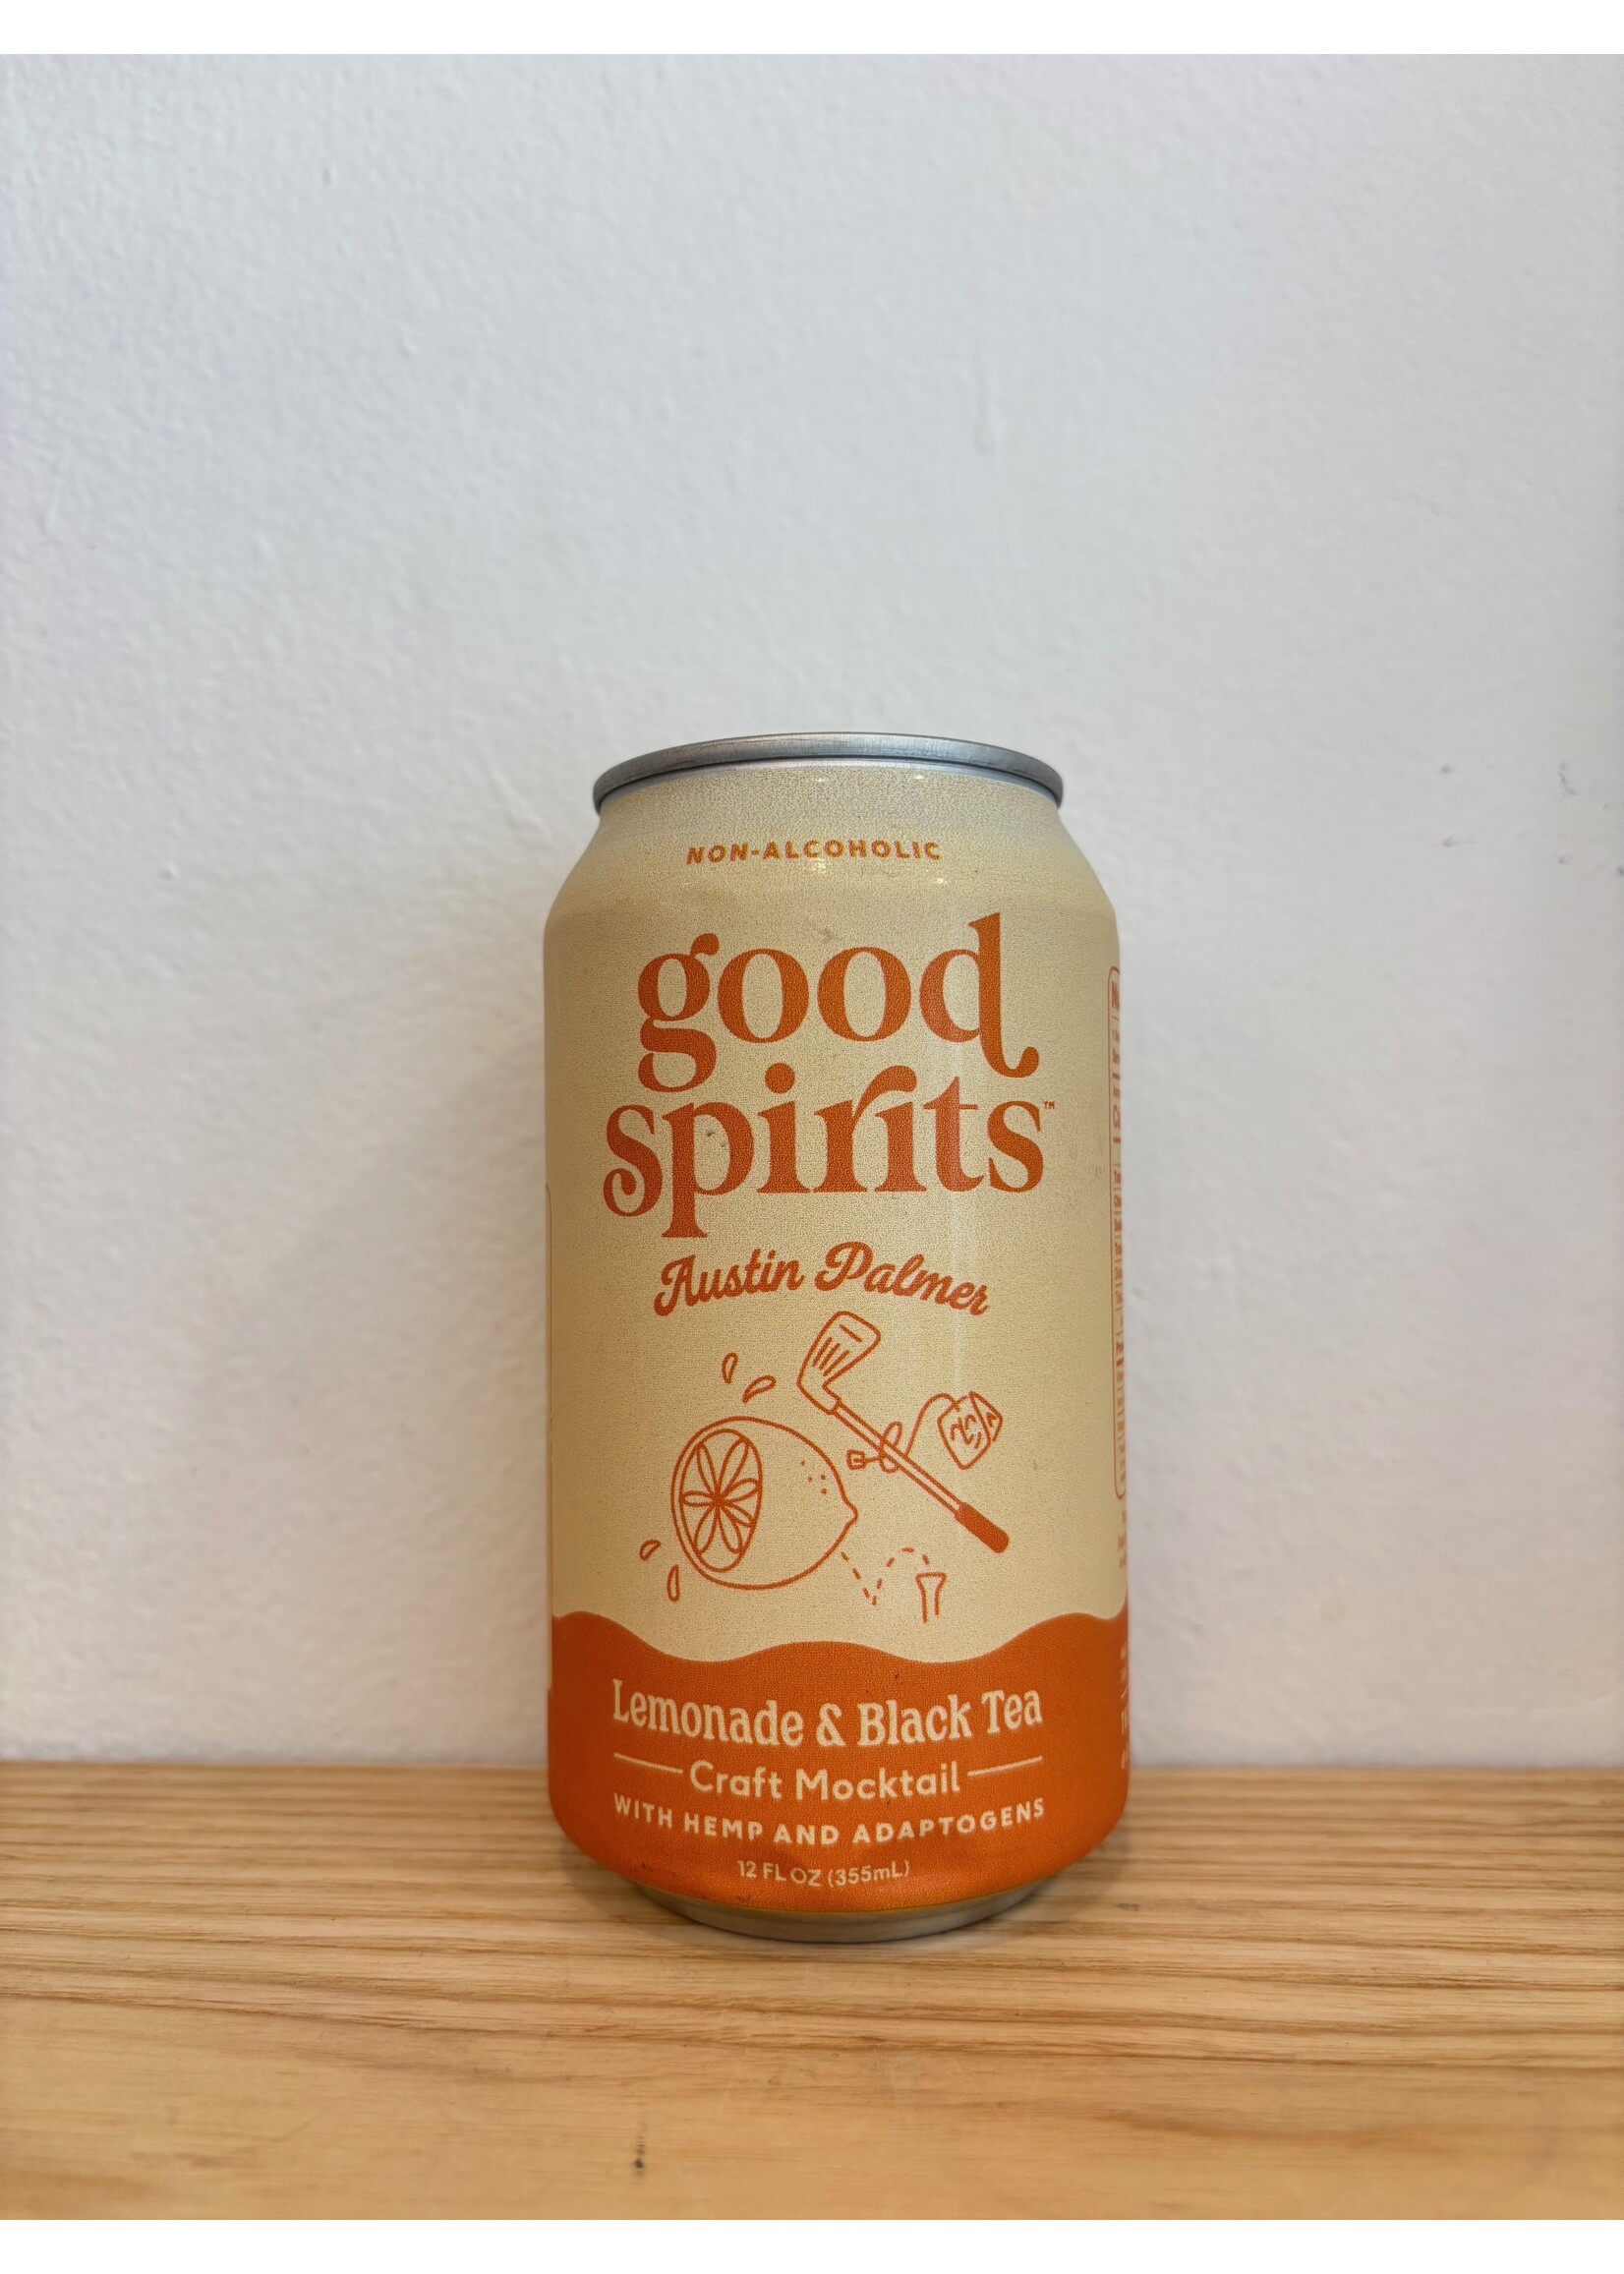 NON-ALCOHOLIC
good
spirits™
Austin Palmer
Lemonade & Black Tea
Craft Mocktail
WITH HEMP AND ADAPTOGENS
12 FL OZ (355mL)